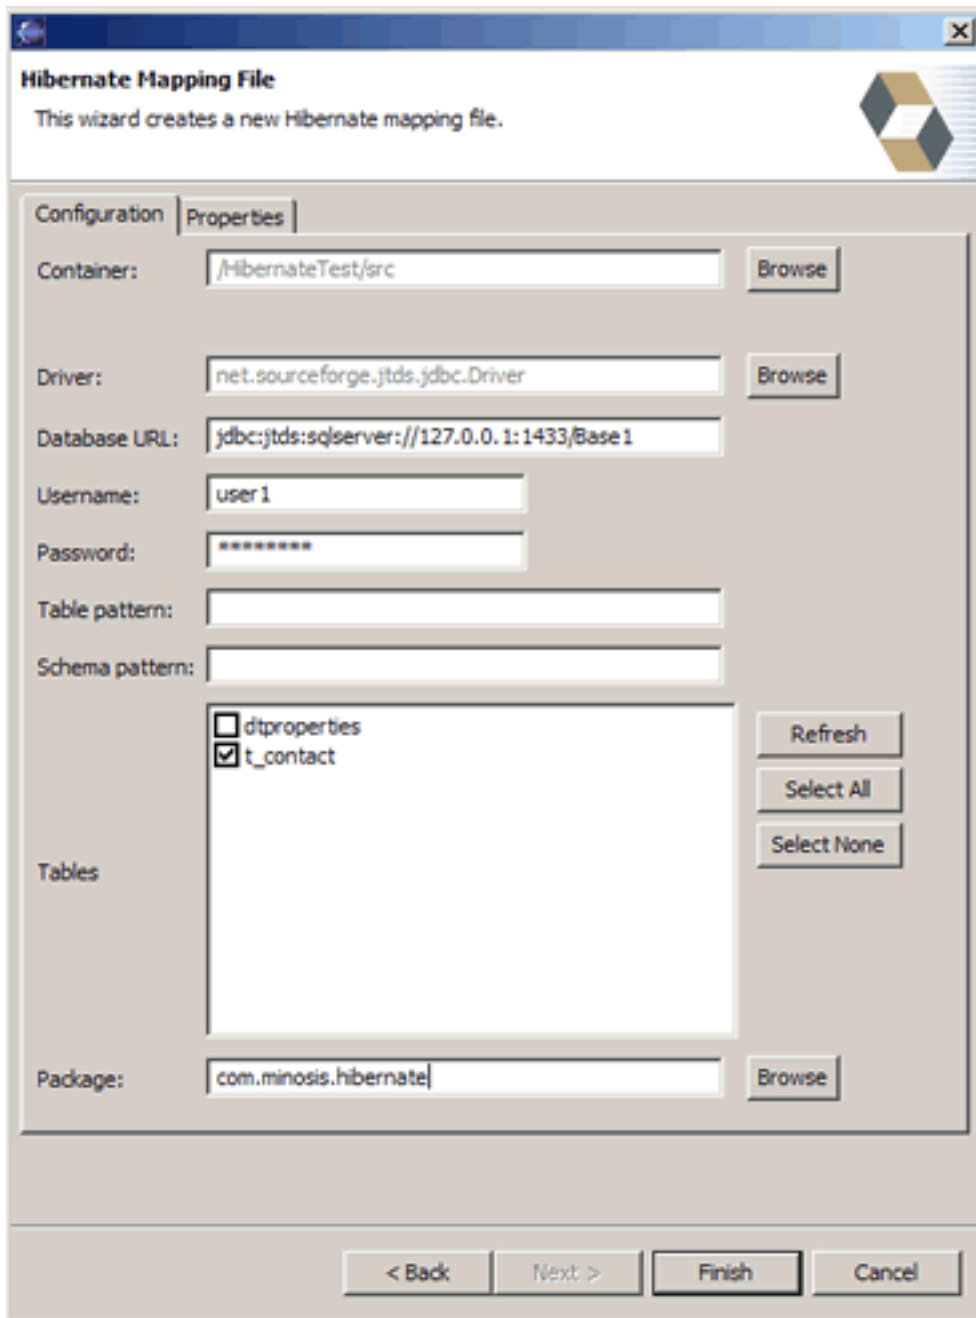 Hibernate Mapping File
This wizard creates a new Hibernate mapping file.
Configuration Properties
Container: /HibernateTest/src Browse
Driver: net.sourceforge.jtds.jdbc.Driver Browse
Database URL: jdbc:jtds:sqlserver://127.0.0.1:1433/Base1
Username: user1
Password: ********
Table pattern:
Schema pattern:
dtproperties
t_contact
Refresh
Select All
Select None
Tables
Package: com.minosis.hibernate Browse
< Back Next > Finish Cancel